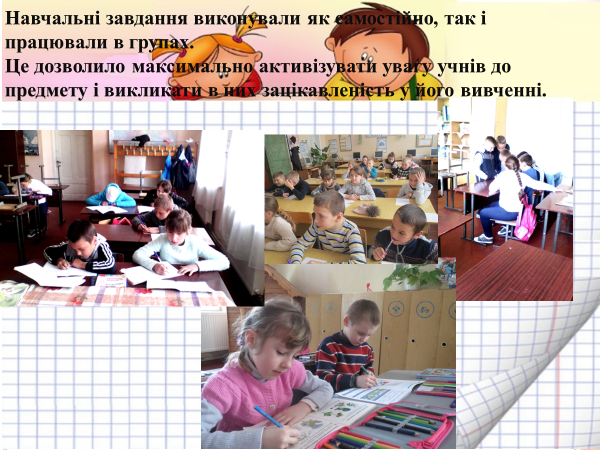 Навчальні завдання виконували як самостійно, так і
працювали в групах.
Це дозволило максимально активізувати увагу учнів до
предмету і викликати в них зацікавленість у його вивченні.